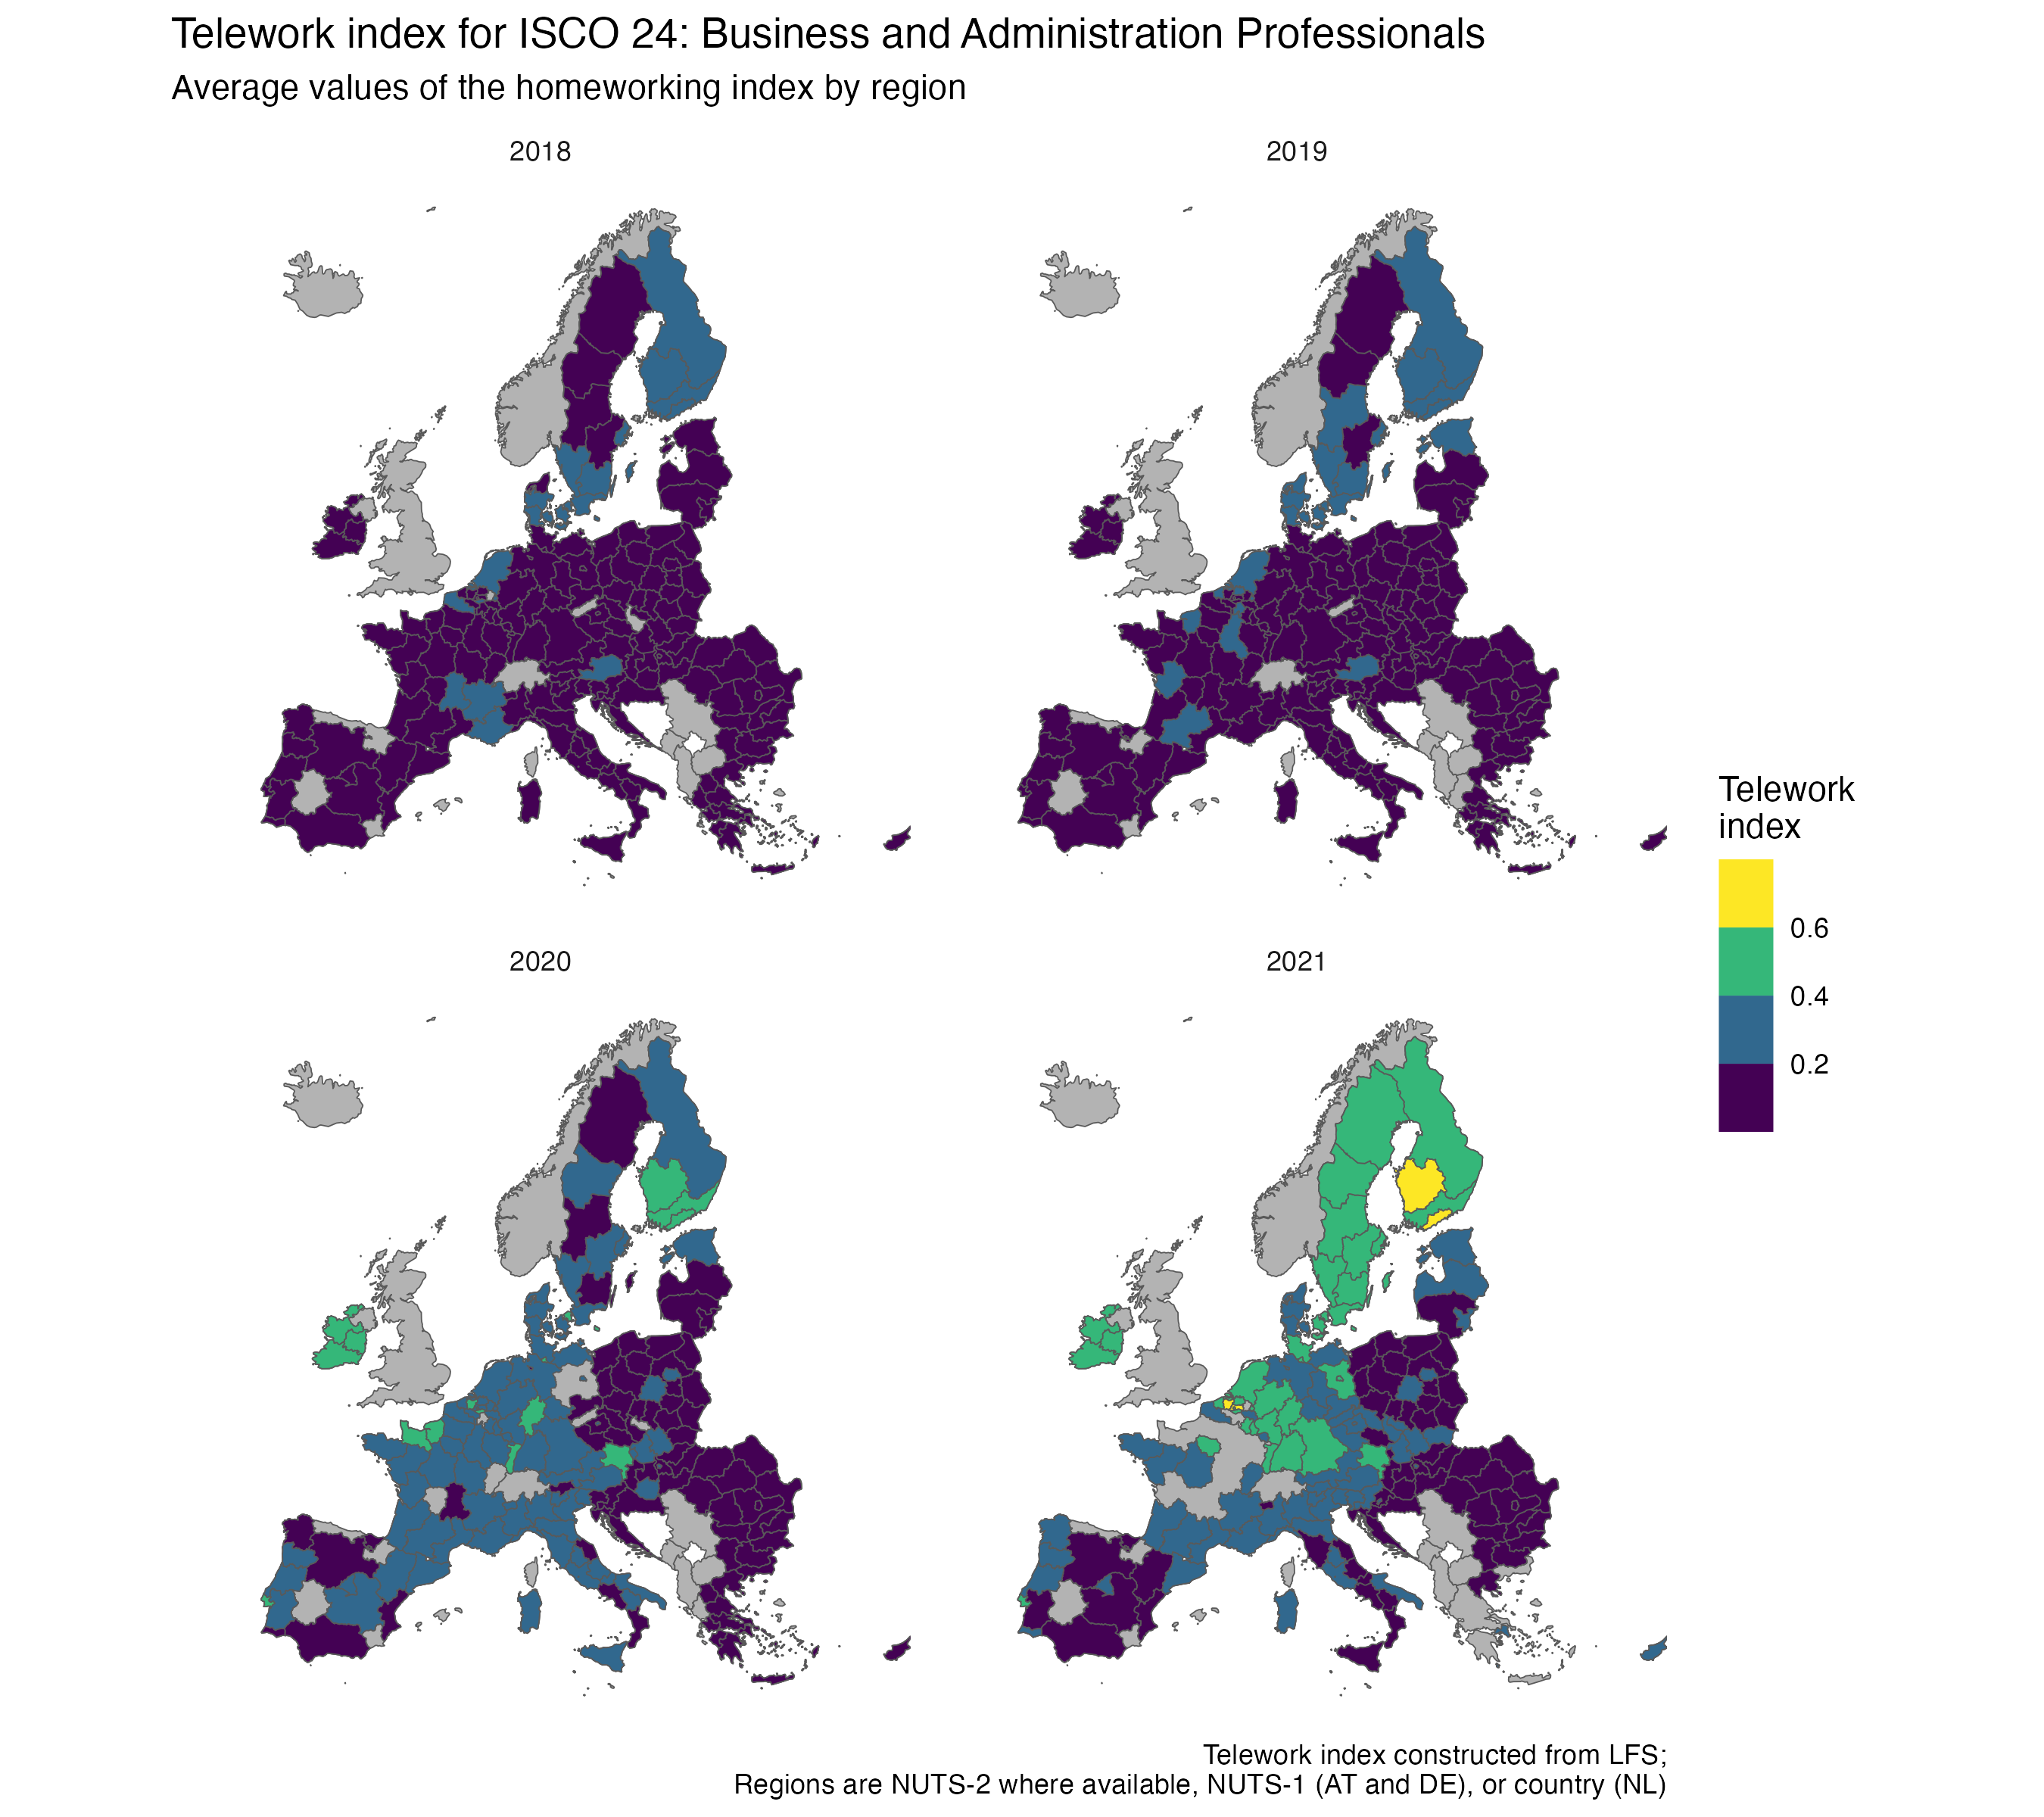 Telework index for ISCO 24: Business and Administration Professionals
Average values of the homeworking index by region
2018
2019
Telework
index
0.6
0.4
0.2
2020
2021
Telework index constructed from LFS;
Regions are NUTS-2 where available, NUTS-1 (AT and DE), or country (NL)